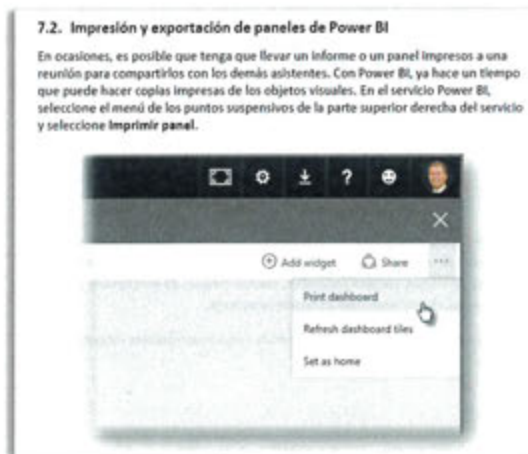 7.2. Impresión y exportación de paneles de Power BI
En ocasiones, es posible que tenga que llevar un informe o un panel impresos a una
reunión para compartirlos con los demás asistentes. Con Power BI, ya hace un tiempo
que puede hacer copias impresas de los objetos visuales. En el servicio Power BI,
seleccione el menú de los puntos suspensivos de la parte superior derecha del servicio
y seleccione Imprimir panel.
Add widget Share ...
Print dashboard
Refresh dashboard tiles
Set as home